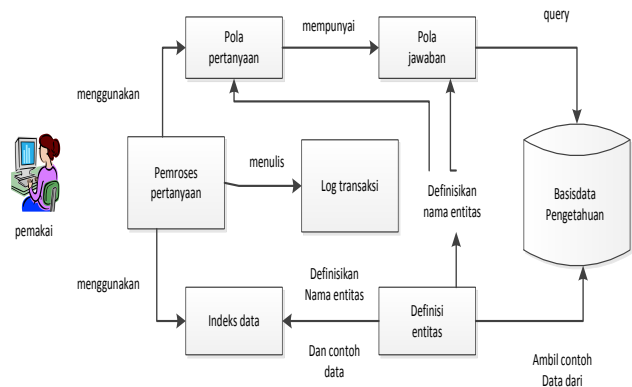 query
Pola
pertanyaan
mempunyai
Pola
jawaban
menggunakan
Pemroses
pertanyaan
menulis
Log transaksi
Definisikan
nama entitas
Basisdata
Pengetahuan
pemakai
menggunakan
Indeks data
Definisikan
Nama entitas
Dan contoh
data
Definisi
entitas
Ambil contoh
Data dari